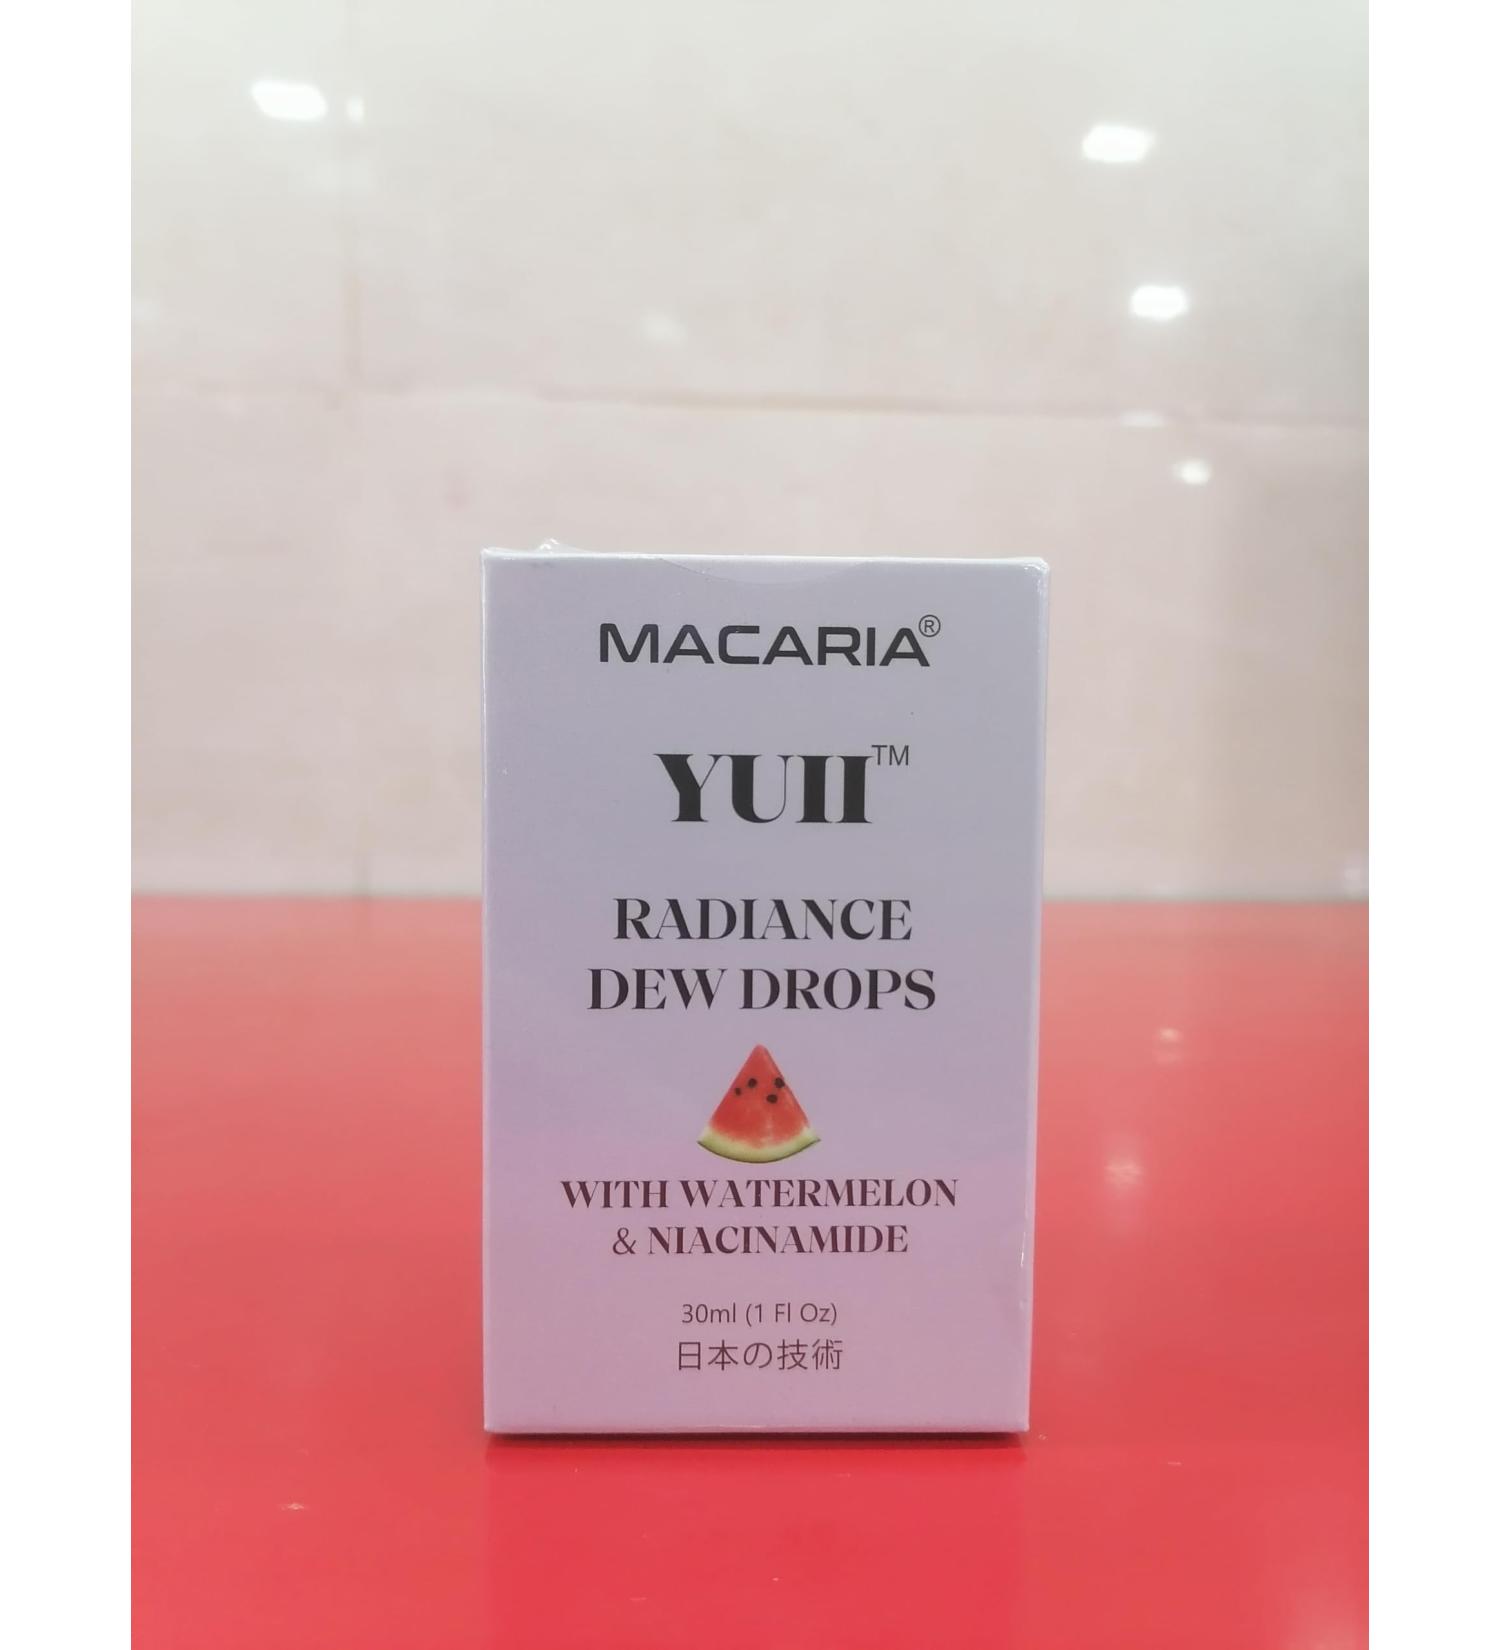 MACARIA®
YUII™
RADIANCE
DEW DROPS
WITH WATERMELON
& NIACINAMIDE
30ml (1 Fl Oz)
日本の技術